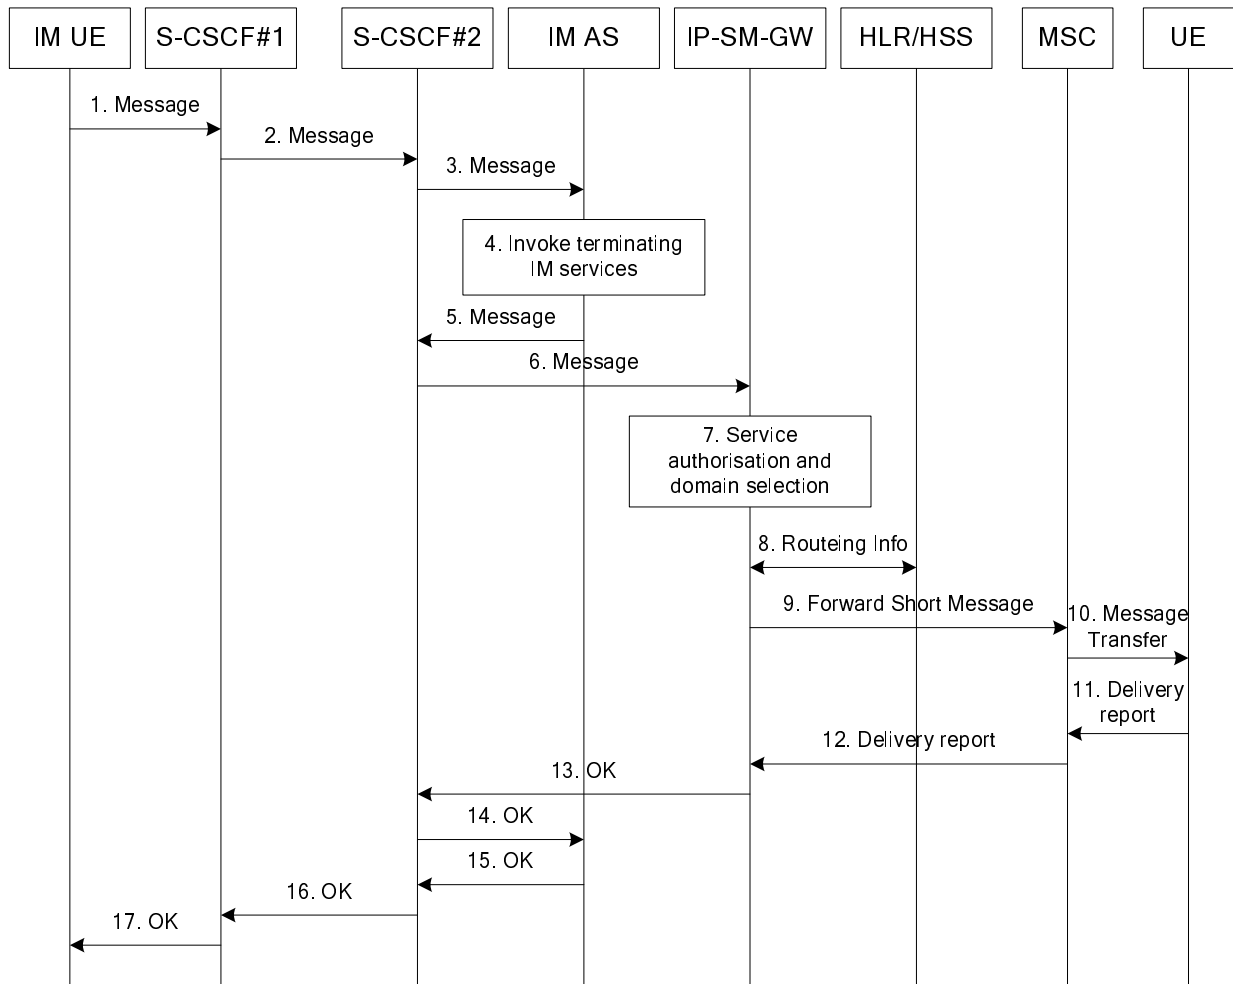 IM UE
S-CSCF#1
S-CSCF#2
IM AS
IP-SM-GW
HLR/HSS
MSC
UE
1. Message
2. Message
3. Message
4. Invoke terminating
IM services
5. Message
6. Message
7. Service
authorisation and
domain selection
8. Routeing Info
9. Forward Short Message
10. Message
Transfer
11. Delivery
report
12. Delivery report
13. OK
14. OK
15. OK
16. OK
17. OK